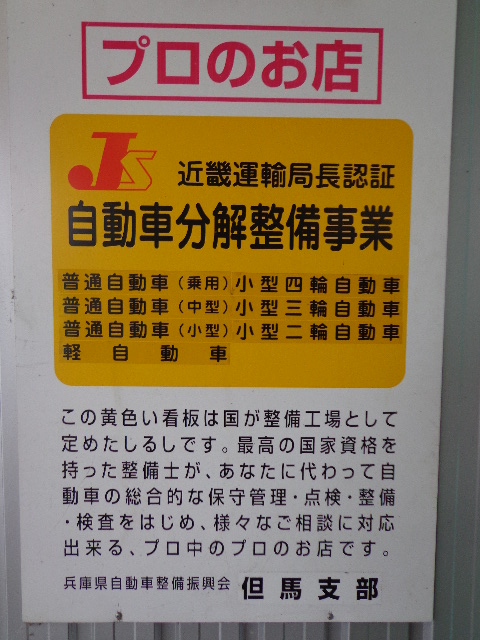 プロのお店
JS 近畿運輸局長認証
自動車分解整備事業
普通自動車(乗用) 小型四輪自動車
普通自動車(中型) 小型三輪自動車
普通自動車(小型) 小型二輪自動車
軽自動車
この黄色い看板は国が整備工場として
定めたしるしです。最高の国家資格を
持った整備士が、あなたに代わって自
動車の総合的な保守管理・点検・整備
・検査をはじめ、様々なご相談に対応
出来る、プロ中のプロのお店です。
兵庫県自動車整備振興会 但馬支部